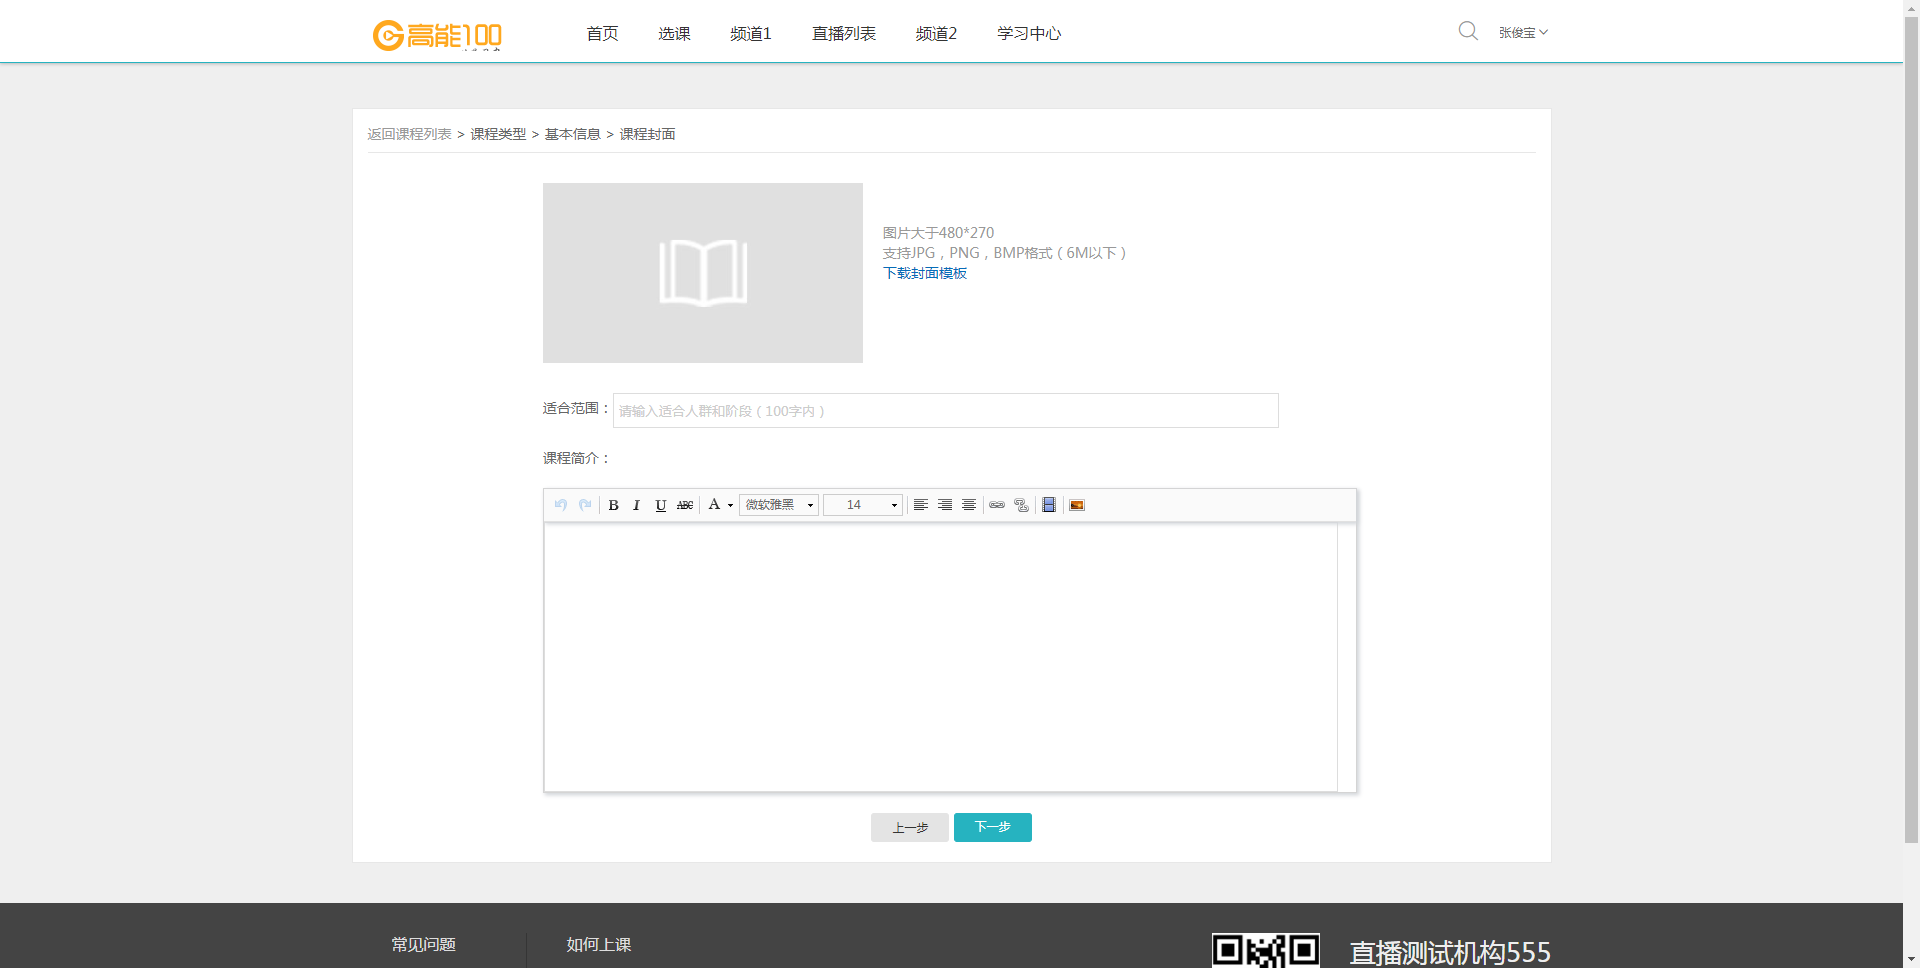 高能100
首页 选课 频道1 直播列表 频道2 学习中心
张俊宝
返回课程列表 > 课程类型 > 基本信息 > 课程封面
图片大于480*270
支持JPG，PNG，BMP格式（6M以下）
下载封面模板
适合范围：
请输入适合人群和阶段（100字内）
课程简介：
B I U ABC A 微软雅黑 14
上一步 下一步
常见问题 如何上课
直播测试机构555